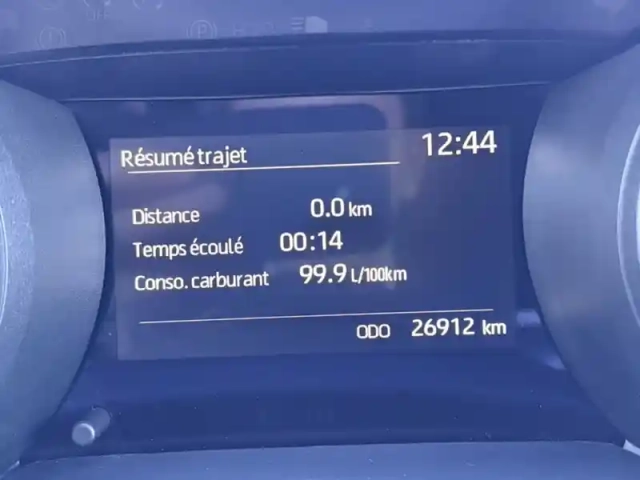 Résumé trajet 12:44
Distance 0.0 km
Temps écoulé 00:14
Conso. carburant 99.9 L/100km
ODO 26912 km